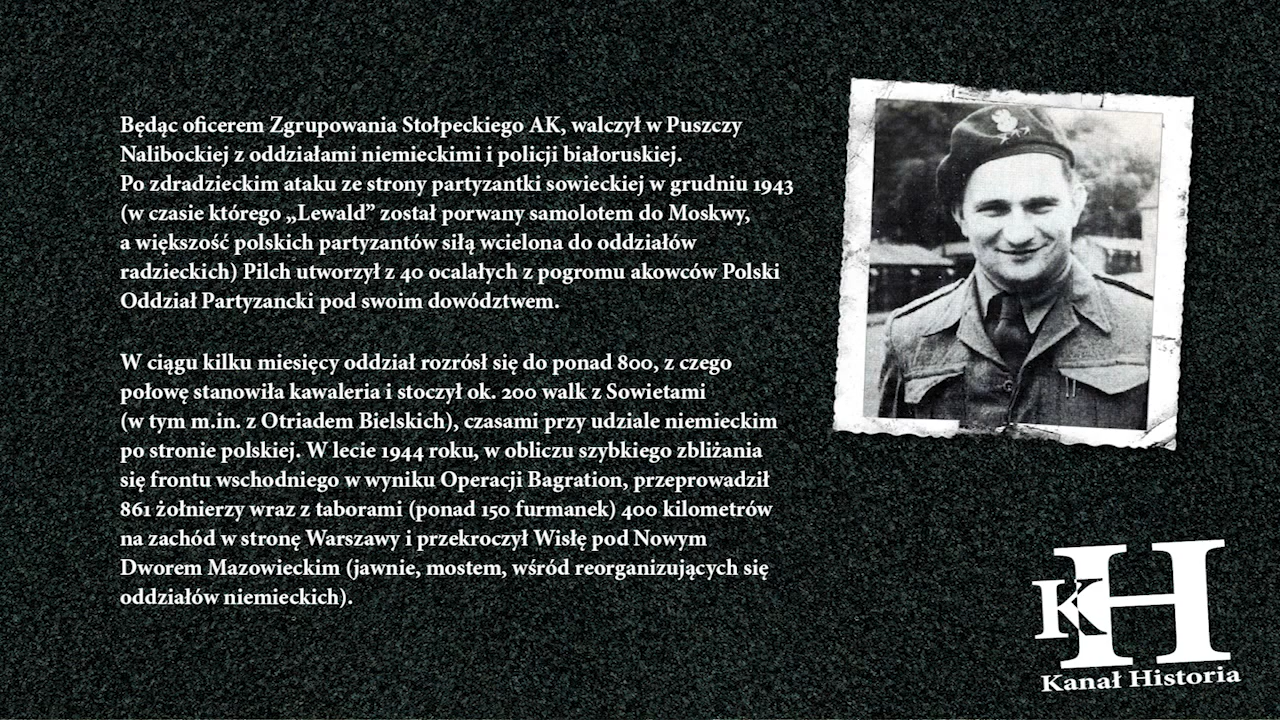 Będąc oficerem Zgrupowania Stołpeckiego AK, walczył w Puszczy
Nalibockiej z oddziałami niemieckimi i policji białoruskiej.
Po zdradzieckim ataku ze strony partyzantki sowieckiej w grudniu 1943
(w czasie którego „Lewald” został porwany samolotem do Moskwy,
a większość polskich partyzantów siłą wcielona do oddziałów
radzieckich) Pilch utworzył z 40 ocalałych z pogromu akowców Polski
Oddział Partyzancki pod swoim dowództwem.
W ciągu kilku miesięcy oddział rozrósł się do ponad 800, z czego
połowę stanowiła kawaleria i stoczył ok. 200 walk z Sowietami
(w tym m.in. z Otriadem Bielskich), czasami przy udziale niemieckim
po stronie polskiej. W lecie 1944 roku, w obliczu szybkiego zbliżania
się frontu wschodniego w wyniku Operacji Bagration, przeprowadził
861 żołnierzy wraz z taborami (ponad 150 furmanek) 400 kilometrów
na zachód w stronę Warszawy i przekroczył Wisłę pod Nowym
Dworem Mazowieckim (jawnie, mostem, wśród reorganizujących się
oddziałów niemieckich).
KH
Kanał Historia